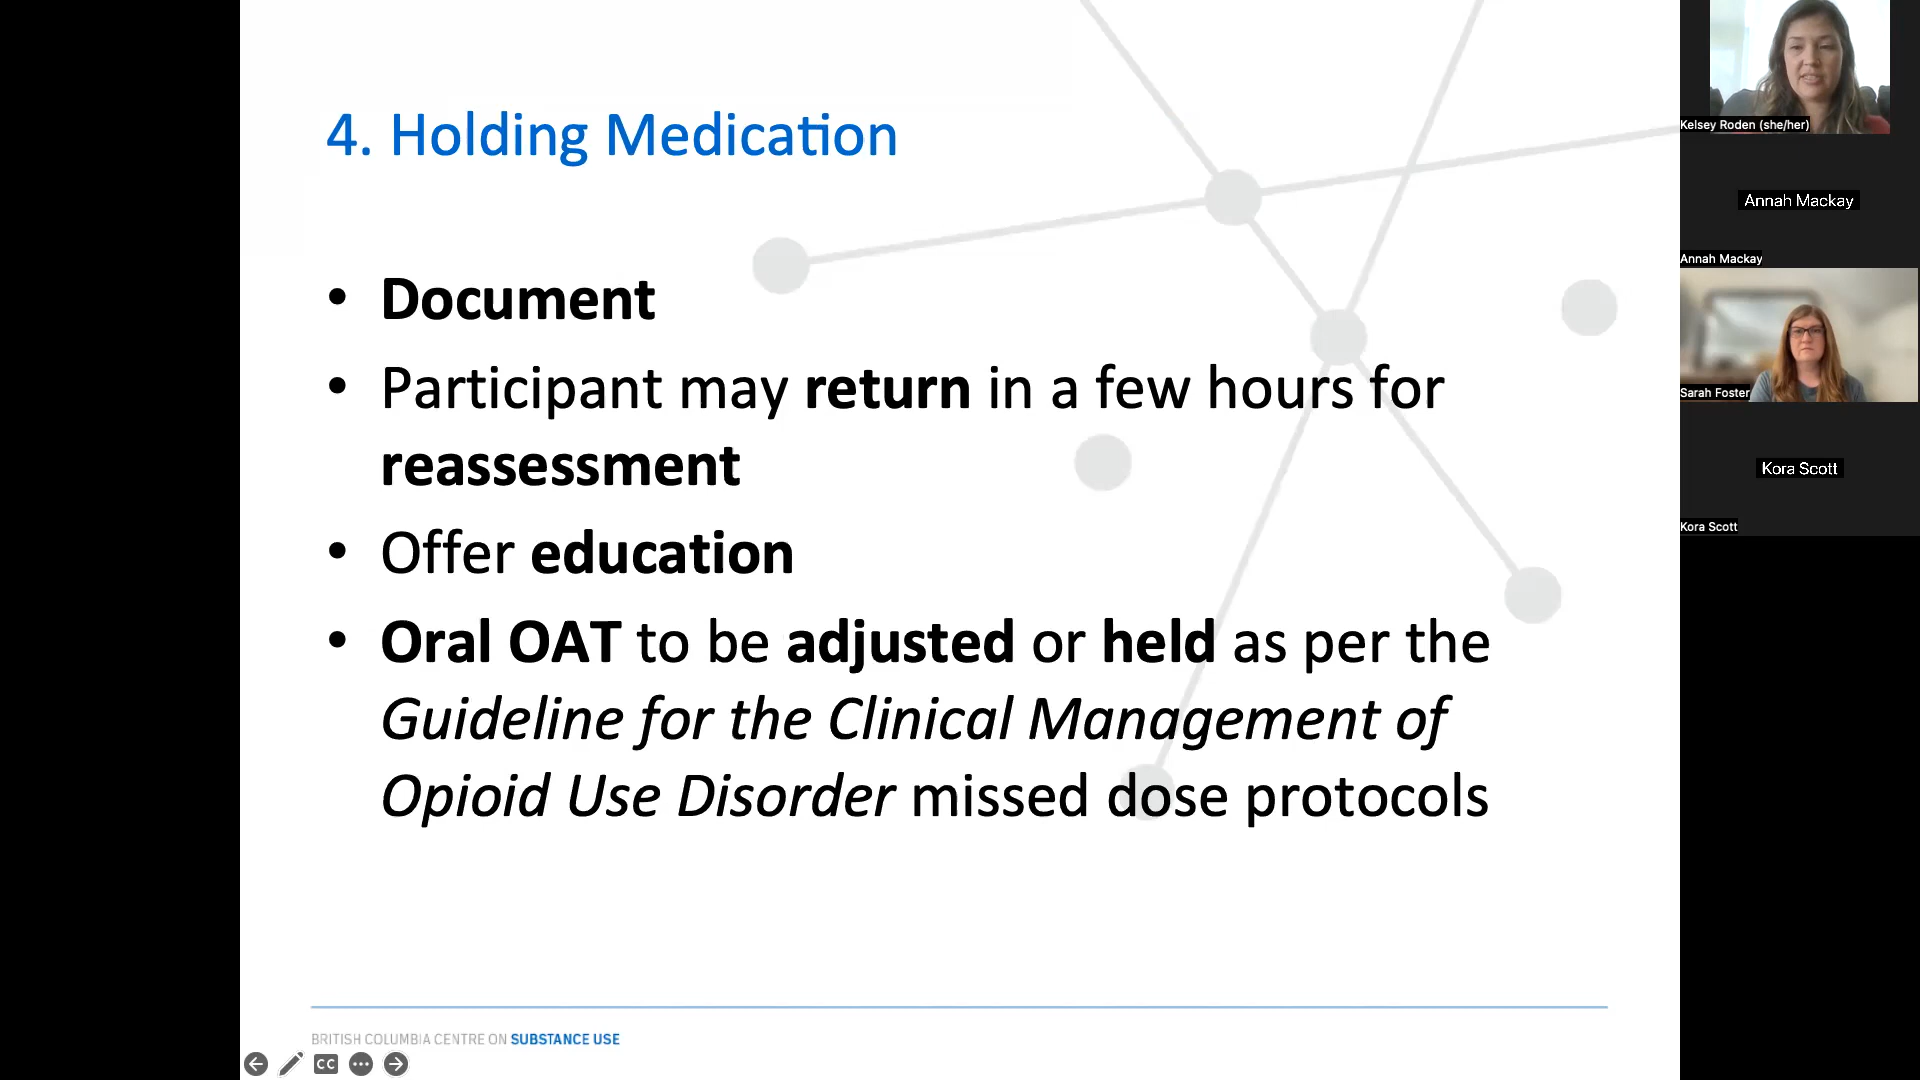 4. Holding Medication
• Document
• Participant may return in a few hours for
reassessment
• Offer education
• Oral OAT to be adjusted or held as per the
Guideline for the Clinical Management of
Opioid Use Disorder missed dose protocols
BRITISH COLUMBIA CENTRE ON SUBSTANCE USE
CC
Kelsey Roden (she/her)
Annah Mackay
Annah Mackay
Sarah Foster
Kora Scott
Kora Scott